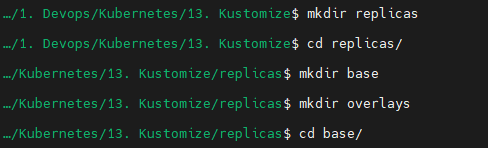 …/1. Devops/Kubernetes/13. Kustomize$ mkdir replicas
…/1. Devops/Kubernetes/13. Kustomize$ cd replicas/
…/Kubernetes/13. Kustomize/replicas$ mkdir base
…/Kubernetes/13. Kustomize/replicas$ mkdir overlays
…/Kubernetes/13. Kustomize/replicas$ cd base/